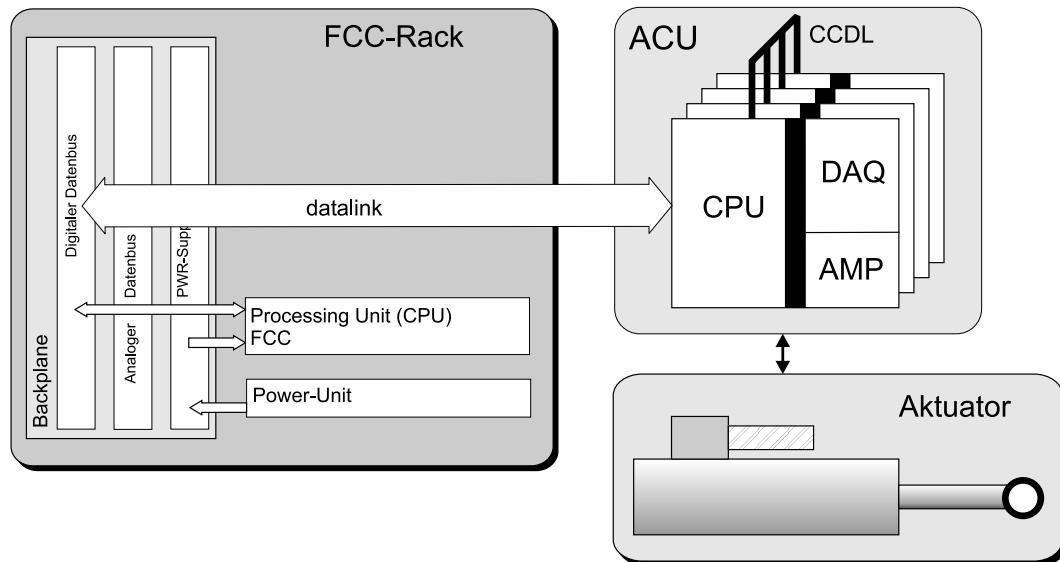 FCC-Rack
Backplane
Digitaler Datenbus
Analoger Datenbus
PWR-Supp
datalink
Processing Unit (CPU)
FCC
Power-Unit
ACU
CCDL
CPU
DAQ
AMP
Aktuator